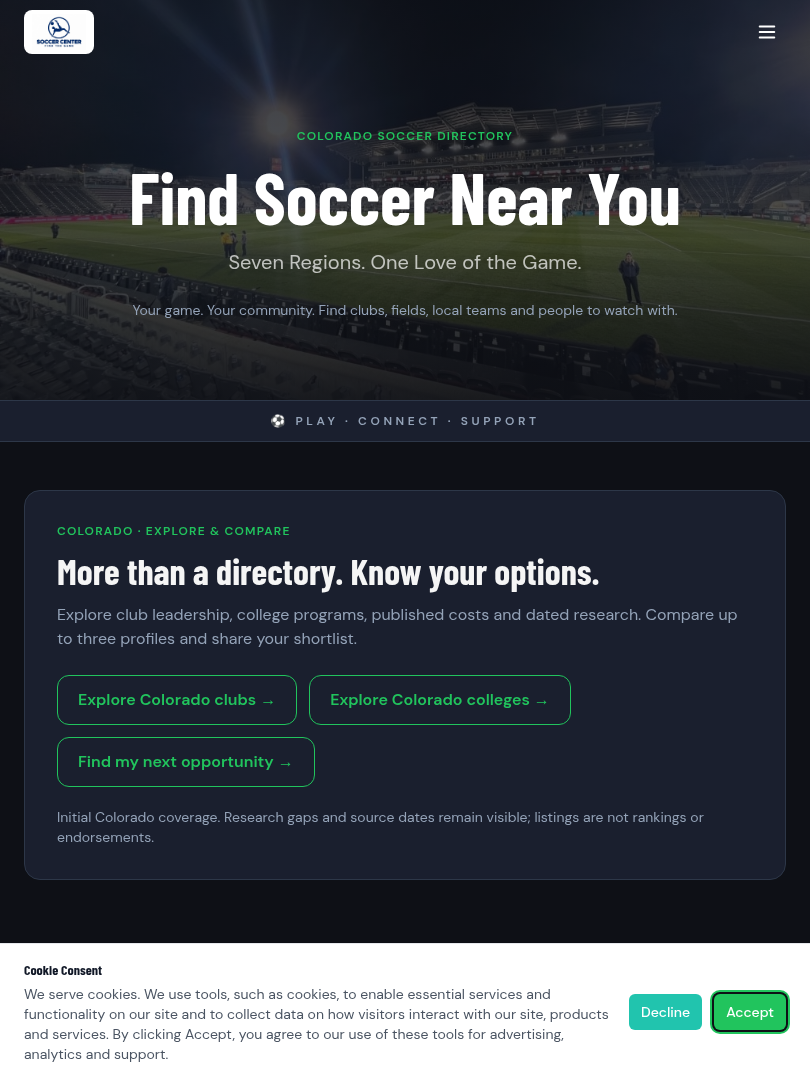 SOCCER CENTER
FIND THE GAME
COLORADO SOCCER DIRECTORY
Find Soccer Near You
Seven Regions. One Love of the Game.
Your game. Your community. Find clubs, fields, local teams and people to watch with.
⚽ PLAY · CONNECT · SUPPORT
COLORADO · EXPLORE & COMPARE
More than a directory. Know your options.
Explore club leadership, college programs, published costs and dated research. Compare up
to three profiles and share your shortlist.
Explore Colorado clubs →
Explore Colorado colleges →
Find my next opportunity →
Initial Colorado coverage. Research gaps and source dates remain visible; listings are not rankings or
endorsements.
Cookie Consent
We serve cookies. We use tools, such as cookies, to enable essential services and
functionality on our site and to collect data on how visitors interact with our site, products
and services. By clicking Accept, you agree to our use of these tools for advertising,
analytics and support.
Decline
Accept